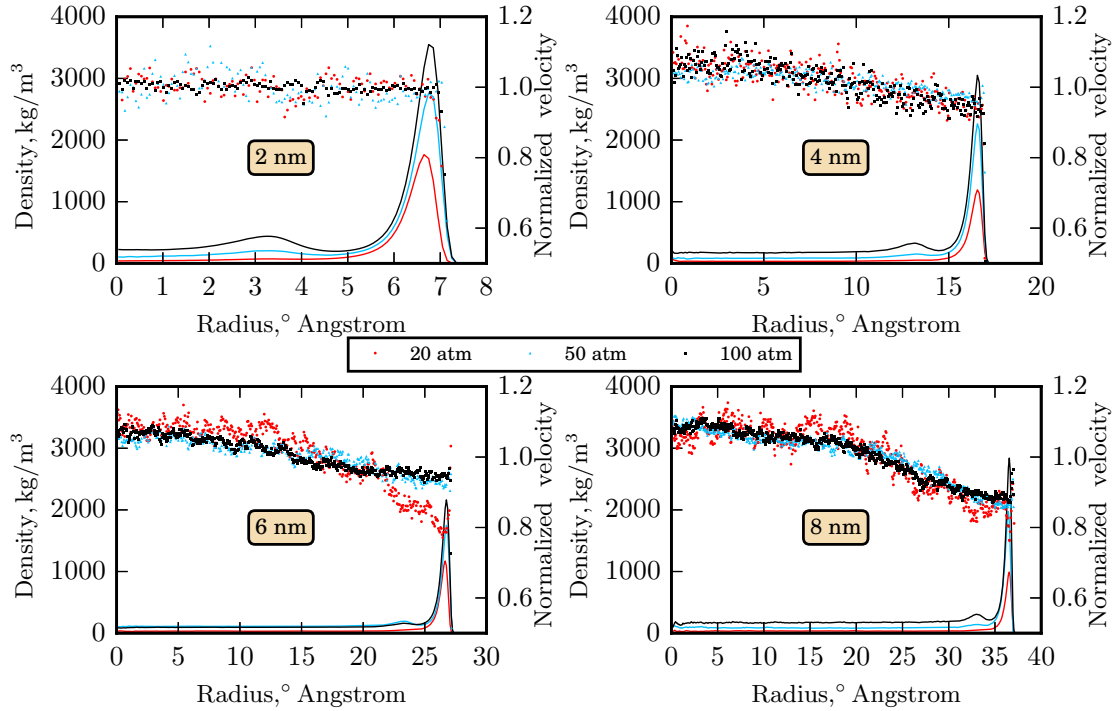 4000
3000
2000
1000
0
Density, kg/m³
1.2
1.0
0.8
0.6
Normalized velocity
2 nm
0 1 2 3 4 5 6 7 8
Radius,° Angstrom
4000
3000
2000
1000
0
Density, kg/m³
1.2
1.0
0.8
0.6
Normalized velocity
4 nm
0 5 10 15 20
Radius,° Angstrom
20 atm 50 atm 100 atm
4000
3000
2000
1000
0
Density, kg/m³
1.2
1.0
0.8
0.6
Normalized velocity
6 nm
0 5 10 15 20 25 30
Radius,° Angstrom
4000
3000
2000
1000
0
Density, kg/m³
1.2
1.0
0.8
0.6
Normalized velocity
8 nm
0 5 10 15 20 25 30 35 40
Radius,° Angstrom